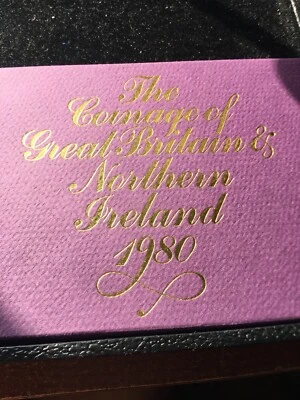 The
Coinage of
Great Britain &
Northern
Ireland
1980